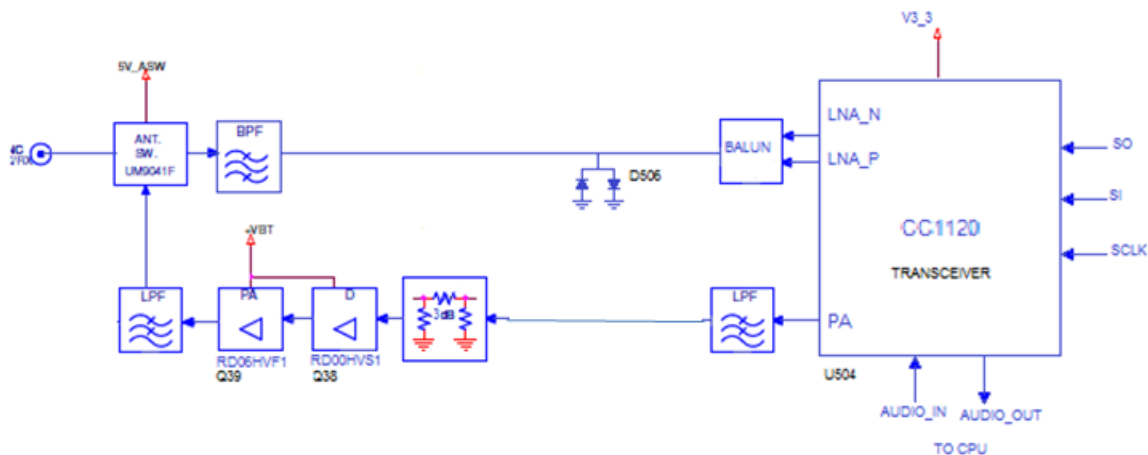 V3_3
5V_ASW
ANT.
SW..
UM9041F
BPF
BALUN
LNA_N
LNA_P
D506
SO
SI
SCLK
CC1120
TRANSCEIVER
+VBT
LPF
PA
D
3dB
LPF
PA
RD06HVF1
Q39
RD00HVS1
Q38
U504
AUDIO_IN
AUDIO_OUT
TO CPU